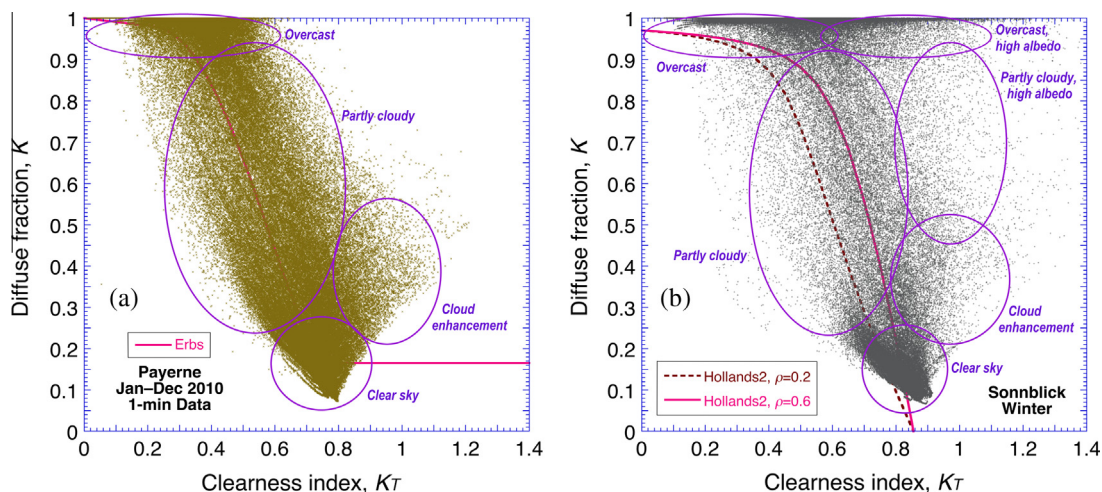 Diffuse fraction, K
1
0.9
0.8
0.7
0.6
0.5
0.4
0.3
0.2
0.1
0
0
0.2
0.4
0.6
0.8
1
1.2
1.4
Clearness index, KT
Overcast
Partly cloudy
Cloud
enhancement
Clear sky
(a)
Erbs
Payerne
Jan–Dec 2010
1-min Data
Diffuse fraction, K
1
0.9
0.8
0.7
0.6
0.5
0.4
0.3
0.2
0.1
0
0
0.2
0.4
0.6
0.8
1
1.2
1.4
Clearness index, KT
Overcast
Overcast,
high albedo
Partly cloudy,
high albedo
Partly cloudy
Cloud
enhancement
Clear sky
(b)
Hollands2, ρ=0.2
Hollands2, ρ=0.6
Sonnblick
Winter